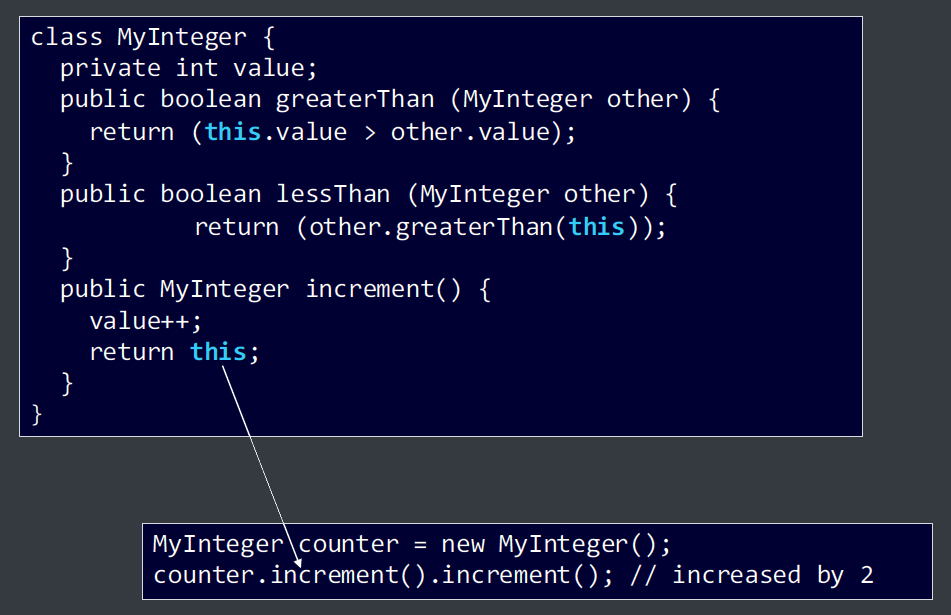 class MyInteger {
  private int value;
  public boolean greaterThan (MyInteger other) {
    return (this.value > other.value);
  }
  public boolean lessThan (MyInteger other) {
           return (other.greaterThan(this));
  }
  public MyInteger increment() {
    value++;
    return this;
  }
}
MyInteger counter = new MyInteger();
counter.increment().increment(); // increased by 2